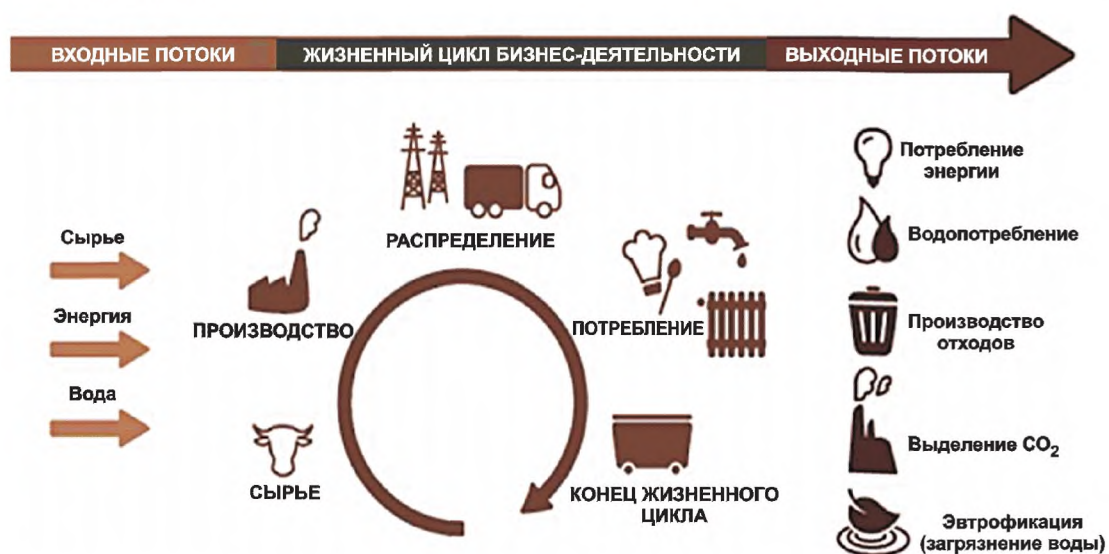 ВХОДНЫЕ ПОТОКИ
ЖИЗНЕННЫЙ ЦИКЛ БИЗНЕС-ДЕЯТЕЛЬНОСТИ
ВЫХОДНЫЕ ПОТОКИ
Сырье
Энергия
Вода
СЫРЬЕ
ПРОИЗВОДСТВО
РАСПРЕДЕЛЕНИЕ
ПОТРЕБЛЕНИЕ
КОНЕЦ ЖИЗНЕННОГО
ЦИКЛА
Потребление
энергии
Водопотребление
Производство
отходов
Выделение CO₂
Эвтрофикация
(загрязнение воды)